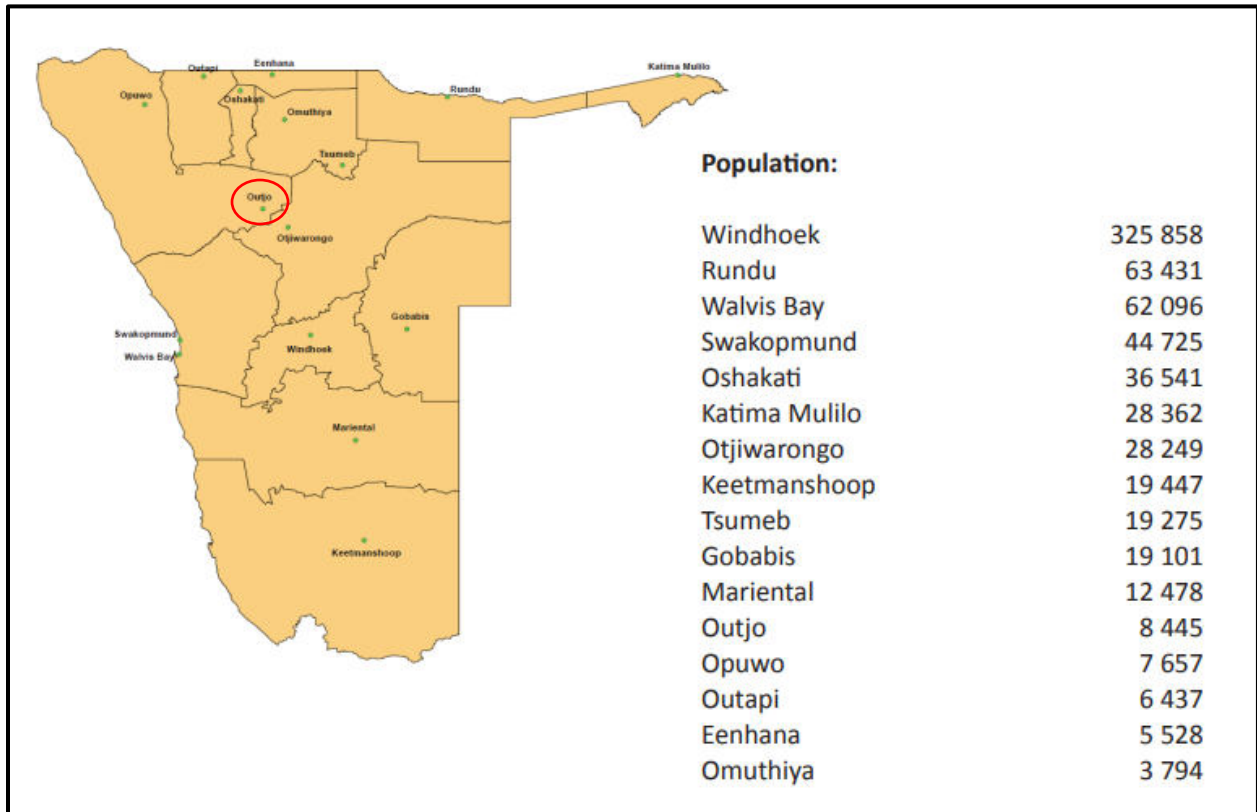 Outapi
Eenhana
Katima Mulilo
Opuwo
Oshakati
Rundu
Omuthiya
Tsumeb
Outjo
Otjiwarongo
Gobabis
Swakopmund
Windhoek
Walvis Bay
Mariental
Keetmanshoop
Population:
Windhoek 325 858
Rundu 63 431
Walvis Bay 62 096
Swakopmund 44 725
Oshakati 36 541
Katima Mulilo 28 362
Otjiwarongo 28 249
Keetmanshoop 19 447
Tsumeb 19 275
Gobabis 19 101
Mariental 12 478
Outjo 8 445
Opuwo 7 657
Outapi 6 437
Eenhana 5 528
Omuthiya 3 794